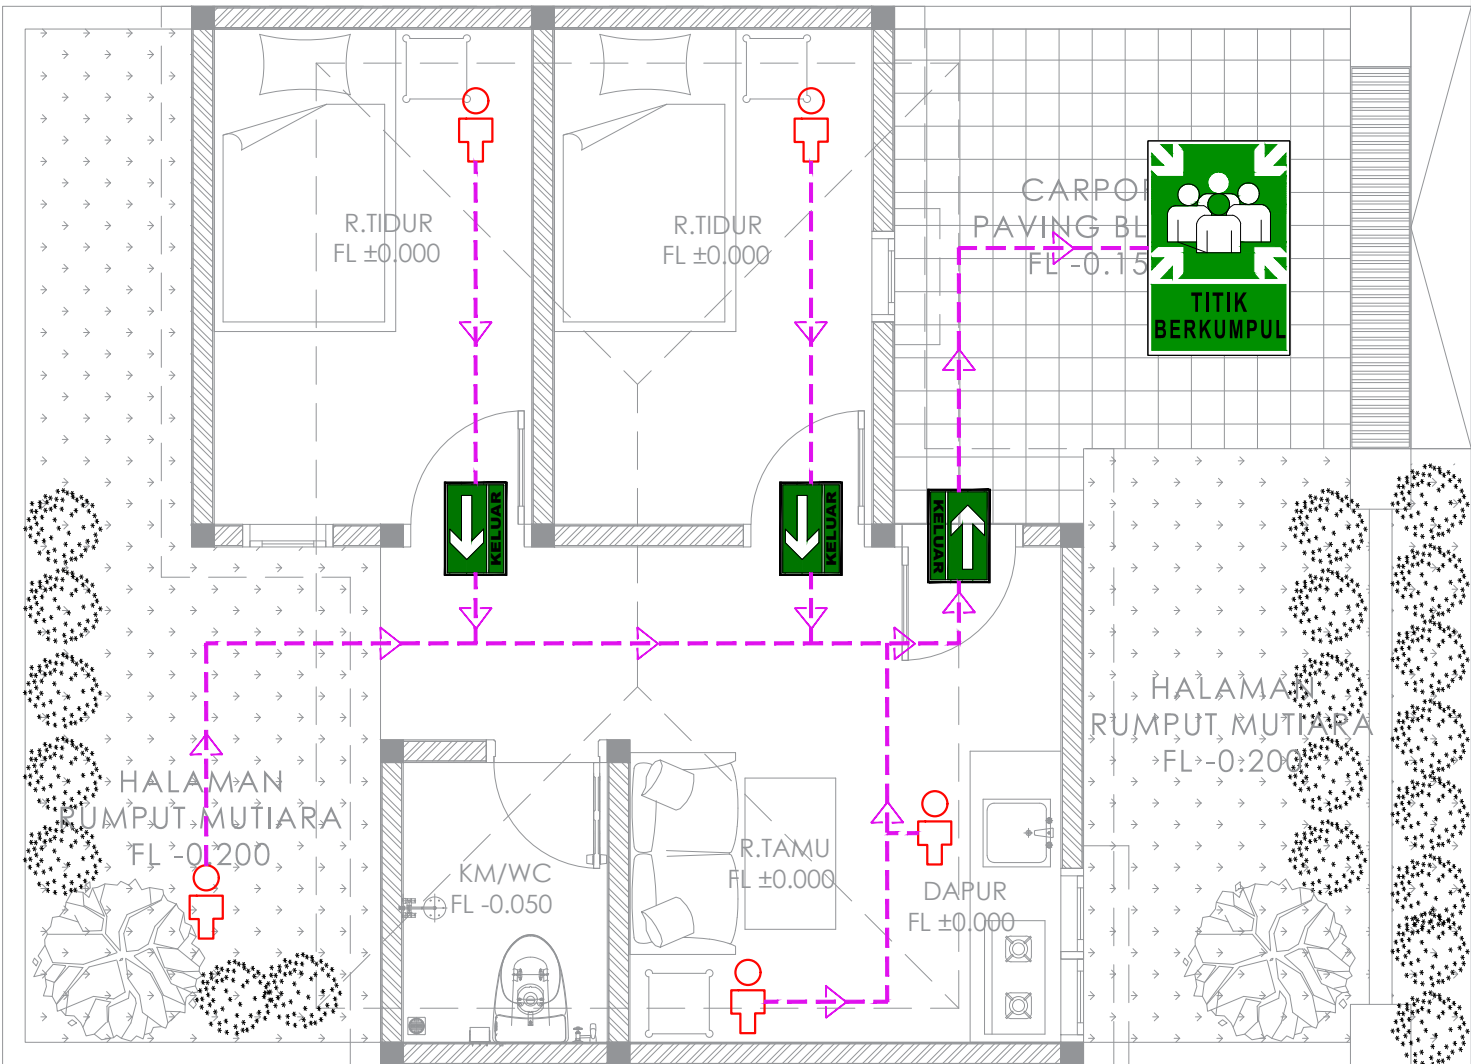 R.TIDUR
FL ±0.000
R.TIDUR
FL ±0.000
PAVING
FL -0.15
TITIK
BERKUMPUL
KELUAR
KELUAR
KELUAR
HALAMAN
RUMPUT MUTIARA
FL -0.200
HALAMAN
RUMPUT MUTIARA
FL -0.200
KM/WC
FL -0.050
R.TAMU
FL ±0.000
DAPUR
FL ±0.000